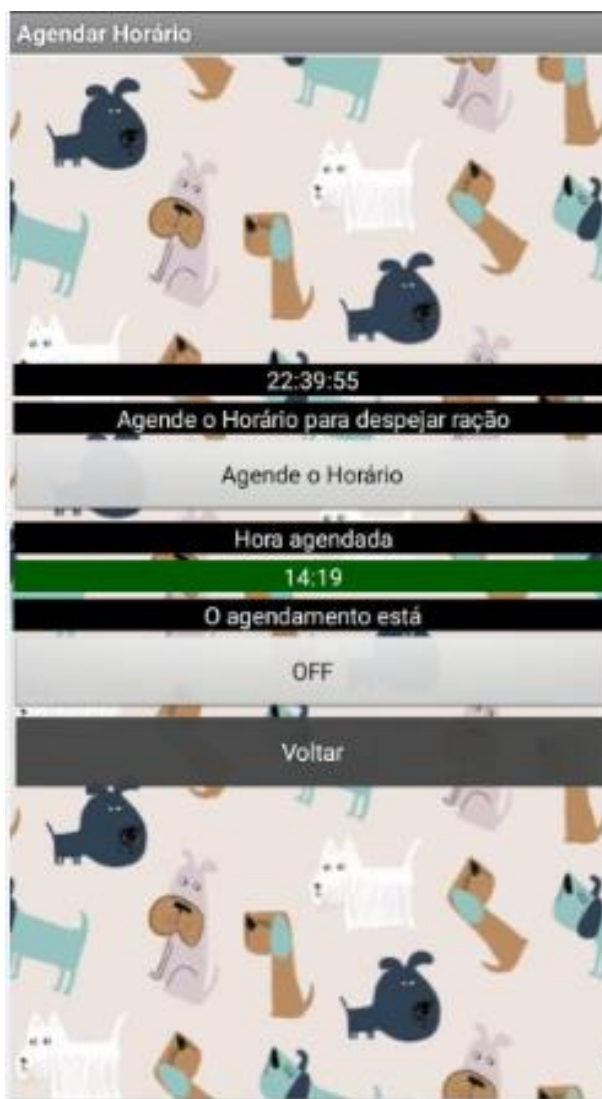 Agendar Horário
22:39:55
Agende o Horário para despejar ração
Agende o Horário
Hora agendada
14:19
O agendamento está
OFF
Voltar